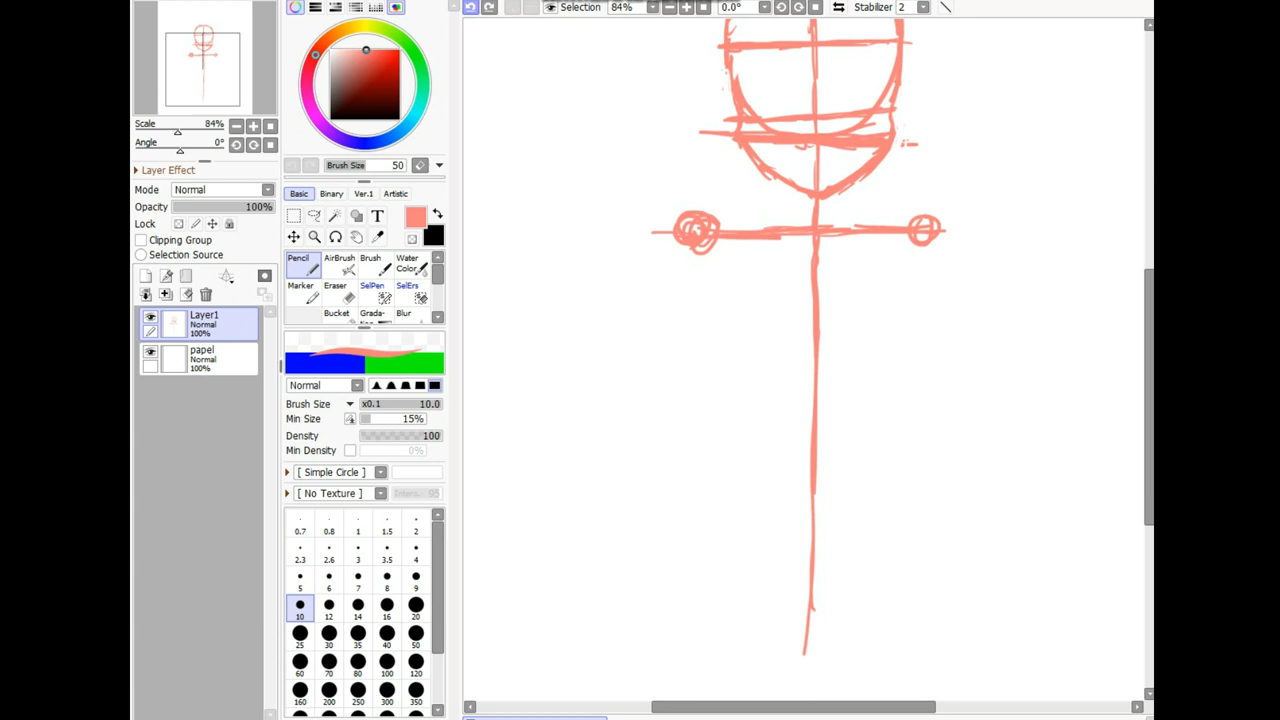 Selection 84% 0.0° Stabilizer 2
Scale 84%
Angle 0°
Layer Effect
Mode Normal
Opacity 100%
Lock
Clipping Group
Selection Source
Layer1
Normal
100%
papel
Normal
100%
Brush Size 50
Basic Binary Ver.1 Artistic
T
Pencil AirBrush Brush Water Color
Marker Eraser SelPen SelErs
Bucket Grada- Blur
Normal
Brush Size x0.1 10.0
Min Size 15%
Density 100
Min Density 0%
[ Simple Circle ]
[ No Texture ] 95
0.7 0.8 1 1.5 2
2.3 2.6 3 3.5 4
5 6 7 8 9
10 12 14 16 20
25 30 35 40 50
60 70 80 100 120
160 200 250 300 350